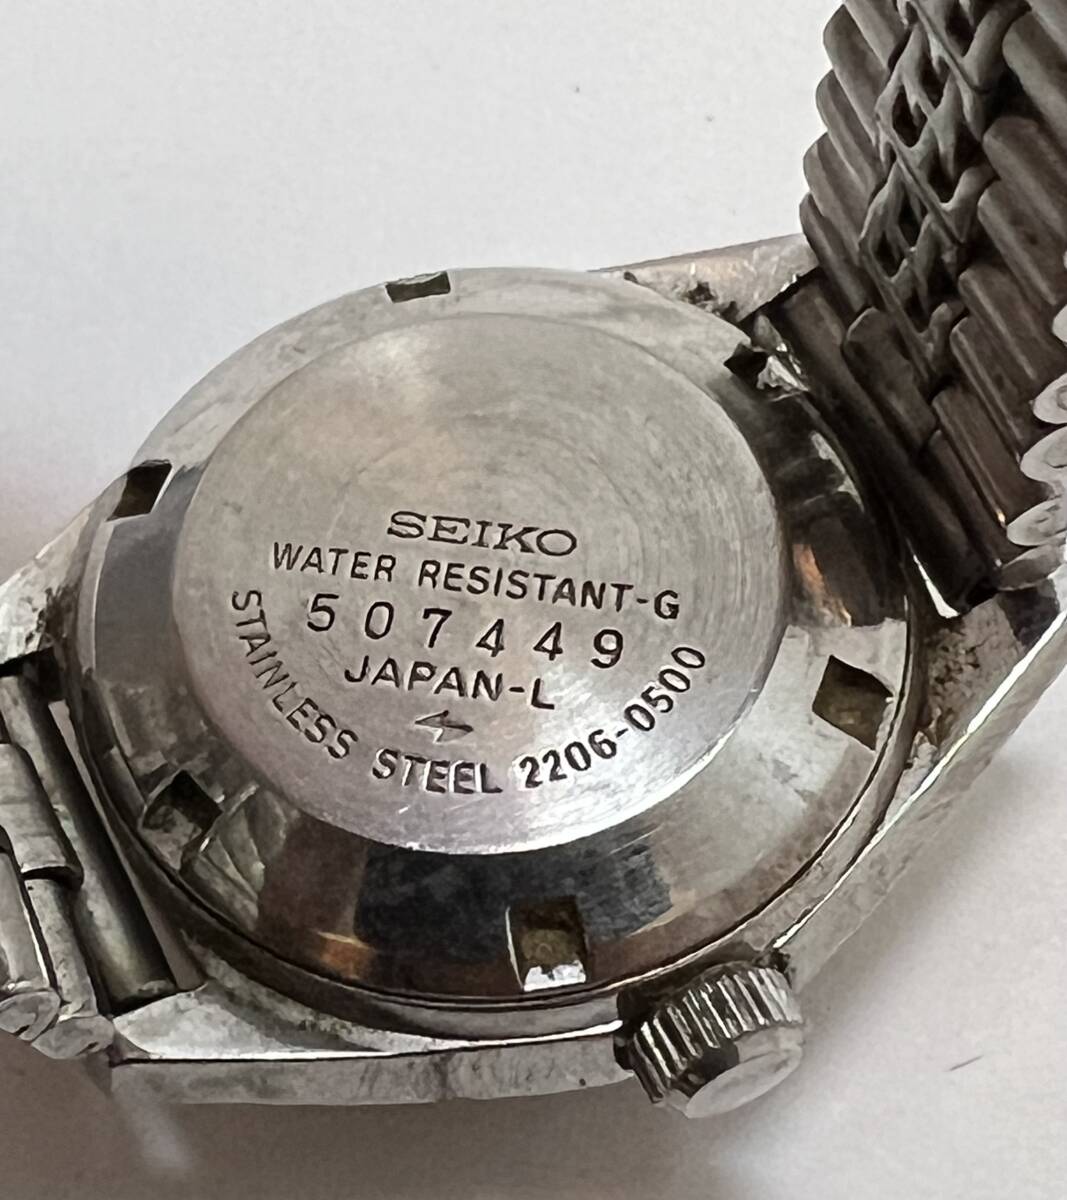 SEIKO
WATER RESISTANT-G
507449
JAPAN-L
STAINLESS STEEL 2206-0500